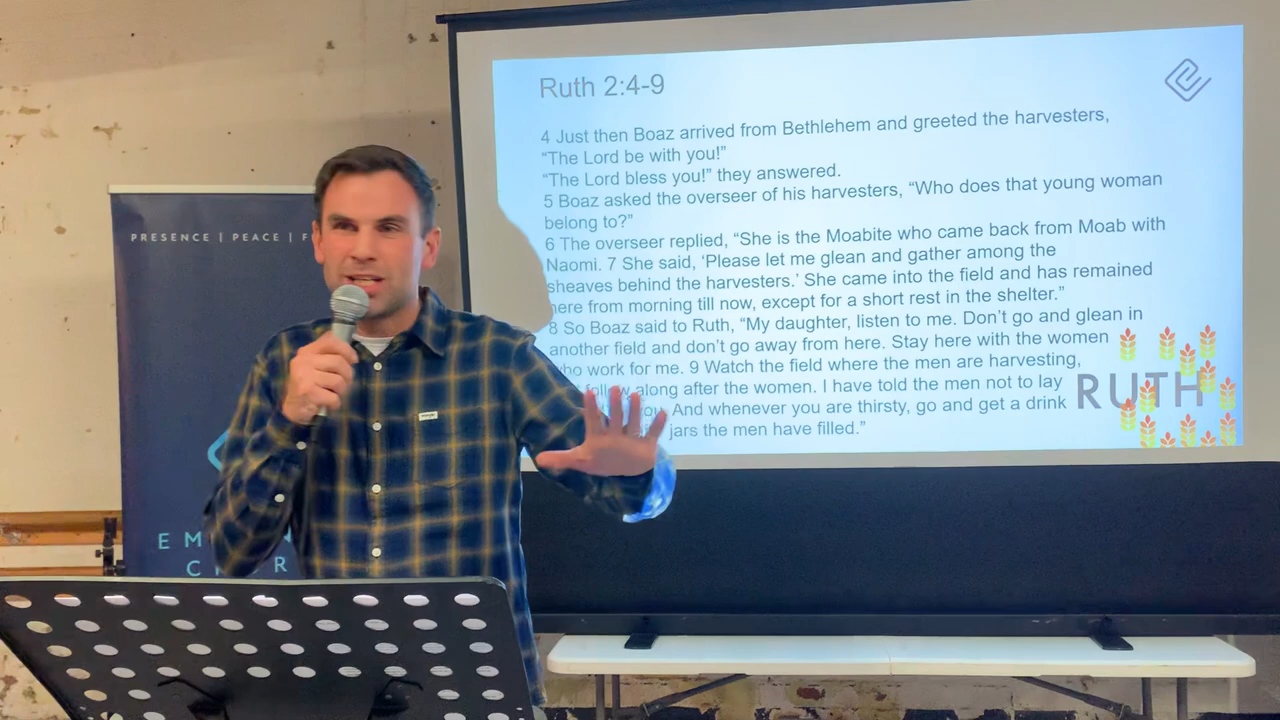 Ruth 2:4-9
4 Just then Boaz arrived from Bethlehem and greeted the harvesters,
“The Lord be with you!”
“The Lord bless you!” they answered.
5 Boaz asked the overseer of his harvesters, “Who does that young woman
belong to?”
6 The overseer replied, “She is the Moabite who came back from Moab with
Naomi. 7 She said, ‘Please let me glean and gather among the
sheaves behind the harvesters.’ She came into the field and has remained
here from morning till now, except for a short rest in the shelter.”
8 So Boaz said to Ruth, “My daughter, listen to me. Don’t go and glean in
another field and don’t go away from here. Stay here with the women
who work for me. 9 Watch the field where the men are harvesting,
follow along after the women. I have told the men not to lay
you. And whenever you are thirsty, go and get a drink
jars the men have filled.”
RUTH
PRESENCE | PEACE |